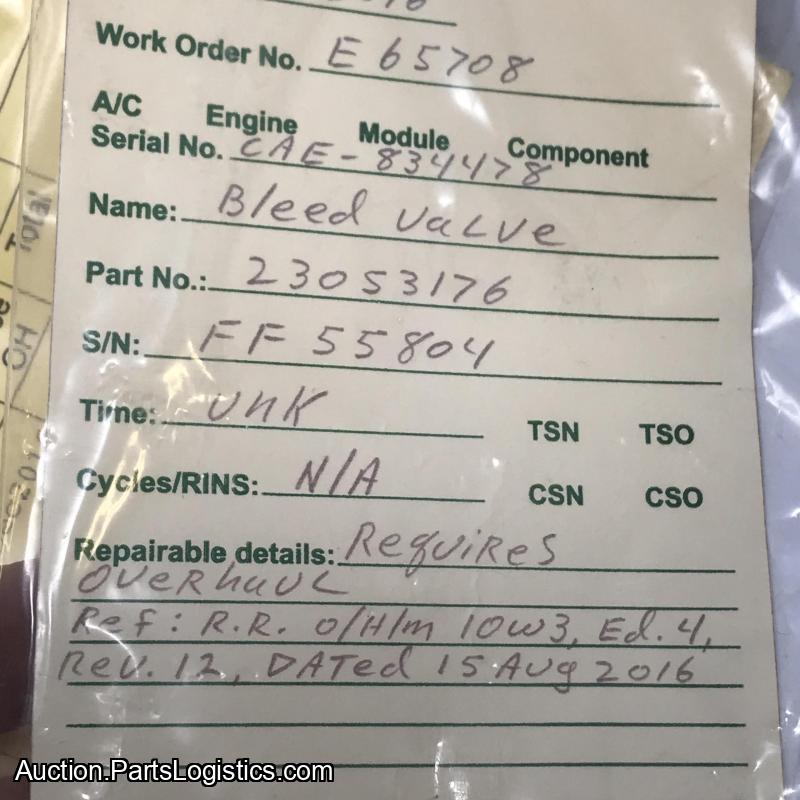 Work Order No. E 65708
A/C Engine Module Component
Serial No. CAE-834478
Name: Bleed Valve
Part No.: 23053176
S/N: FF 55804
Time: UNK TSN TSO
Cycles/RINS: N/A CSN CSO
Repairable details: Requires
overhaul
Ref: R.R. O/H/m 10W3, Ed. 4,
Rev. 12, DATed 15 Aug 2016
Auction.PartsLogistics.com